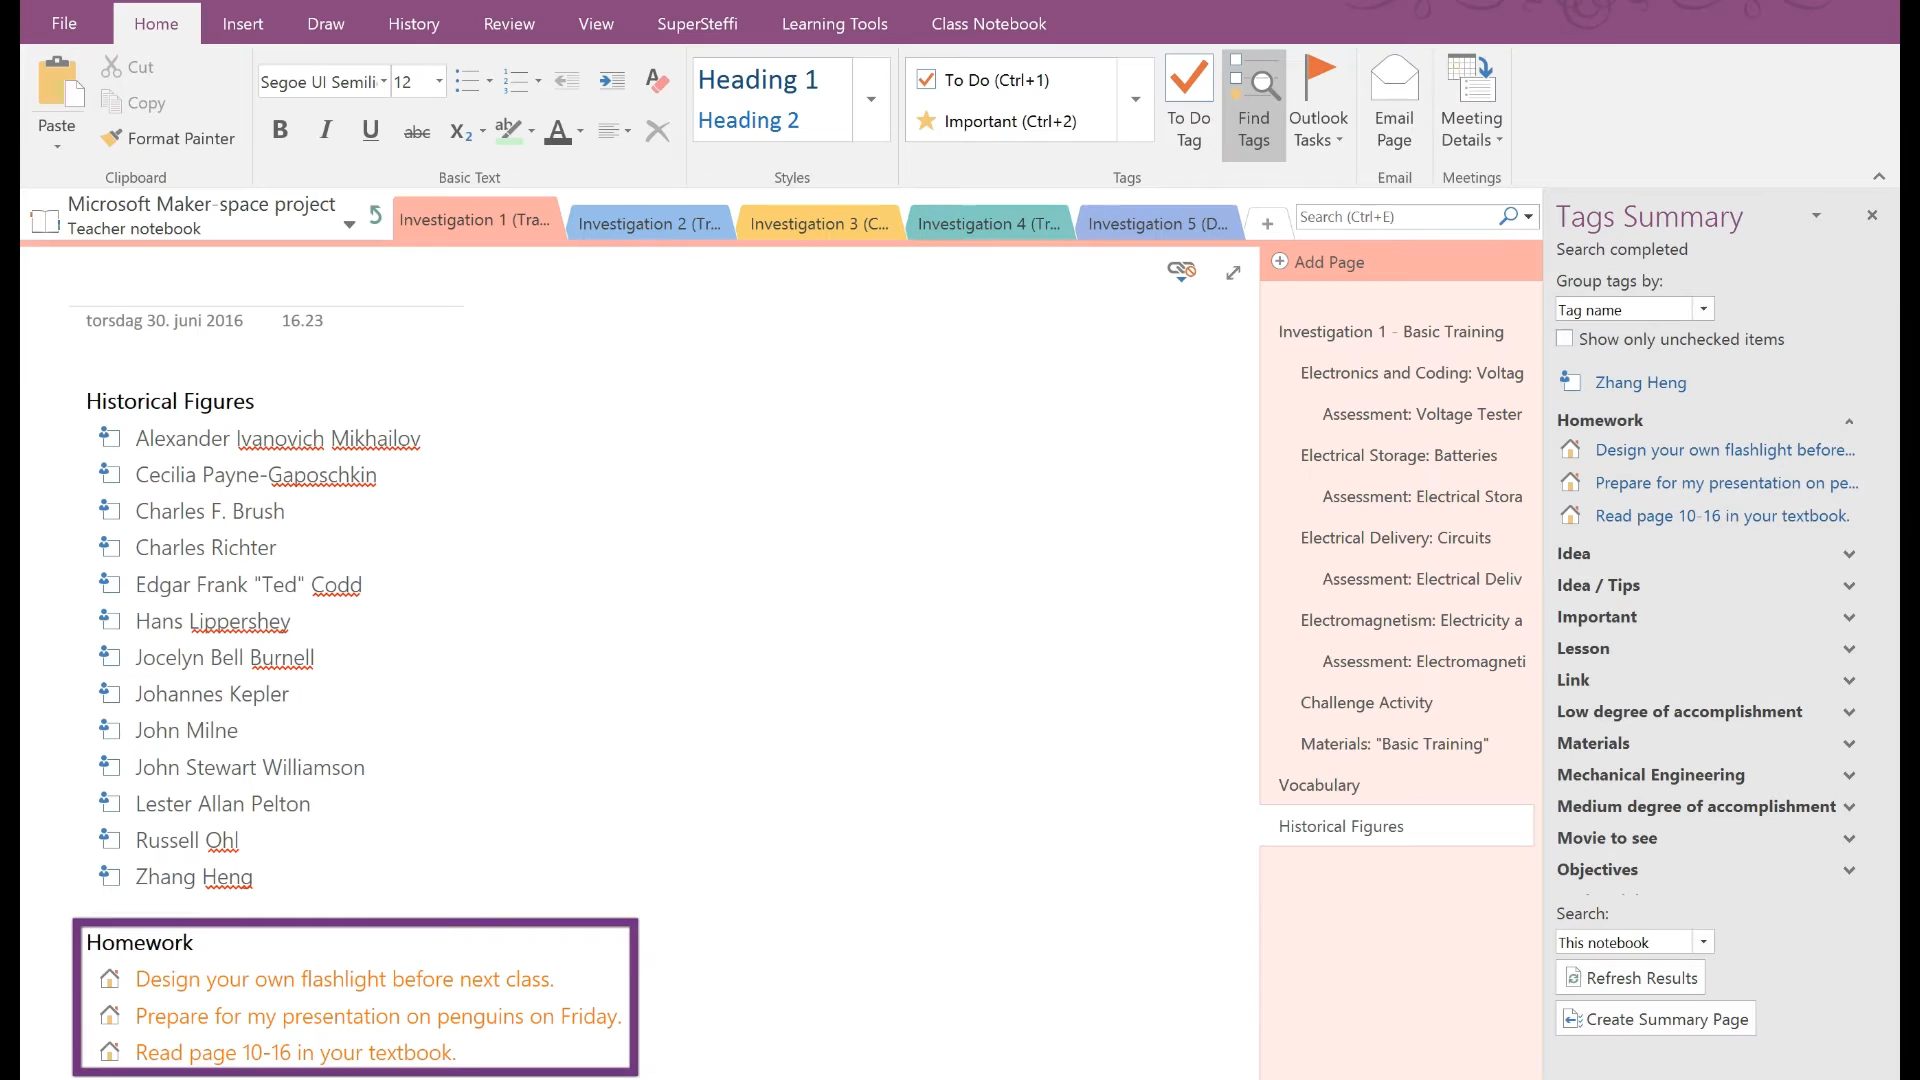 File Home Insert Draw History Review View SuperSteffi Learning Tools Class Notebook
Paste
Cut
Copy
Format Painter
Clipboard
Segoe UI Semili 12
B I U abc X₂ ab A
Basic Text
Heading 1
Heading 2
Styles
To Do (Ctrl+1)
Important (Ctrl+2)
To Do
Tag
Find
Tags
Outlook
Tasks
Tags
Email
Page
Email
Meeting
Details
Meetings
Microsoft Maker-space project
Teacher notebook
Investigation 1 (Tra...
Investigation 2 (Tr...
Investigation 3 (C...
Investigation 4 (Tr...
Investigation 5 (D...
Search (Ctrl+E)
torsdag 30. juni 2016 16.23
Historical Figures
Alexander Ivanovich Mikhailov
Cecilia Payne-Gaposchkin
Charles F. Brush
Charles Richter
Edgar Frank "Ted" Codd
Hans Lippershey
Jocelyn Bell Burnell
Johannes Kepler
John Milne
John Stewart Williamson
Lester Allan Pelton
Russell Ohl
Zhang Heng
Homework
Design your own flashlight before next class.
Prepare for my presentation on penguins on Friday.
Read page 10-16 in your textbook.
Add Page
Investigation 1 - Basic Training
Electronics and Coding: Voltag
Assessment: Voltage Tester
Electrical Storage: Batteries
Assessment: Electrical Stora
Electrical Delivery: Circuits
Assessment: Electrical Deliv
Electromagnetism: Electricity a
Assessment: Electromagneti
Challenge Activity
Materials: "Basic Training"
Vocabulary
Historical Figures
Tags Summary
Search completed
Group tags by:
Tag name
Show only unchecked items
Zhang Heng
Homework
Design your own flashlight before...
Prepare for my presentation on pe...
Read page 10-16 in your textbook.
Idea
Idea / Tips
Important
Lesson
Link
Low degree of accomplishment
Materials
Mechanical Engineering
Medium degree of accomplishment
Movie to see
Objectives
Search:
This notebook
Refresh Results
Create Summary Page